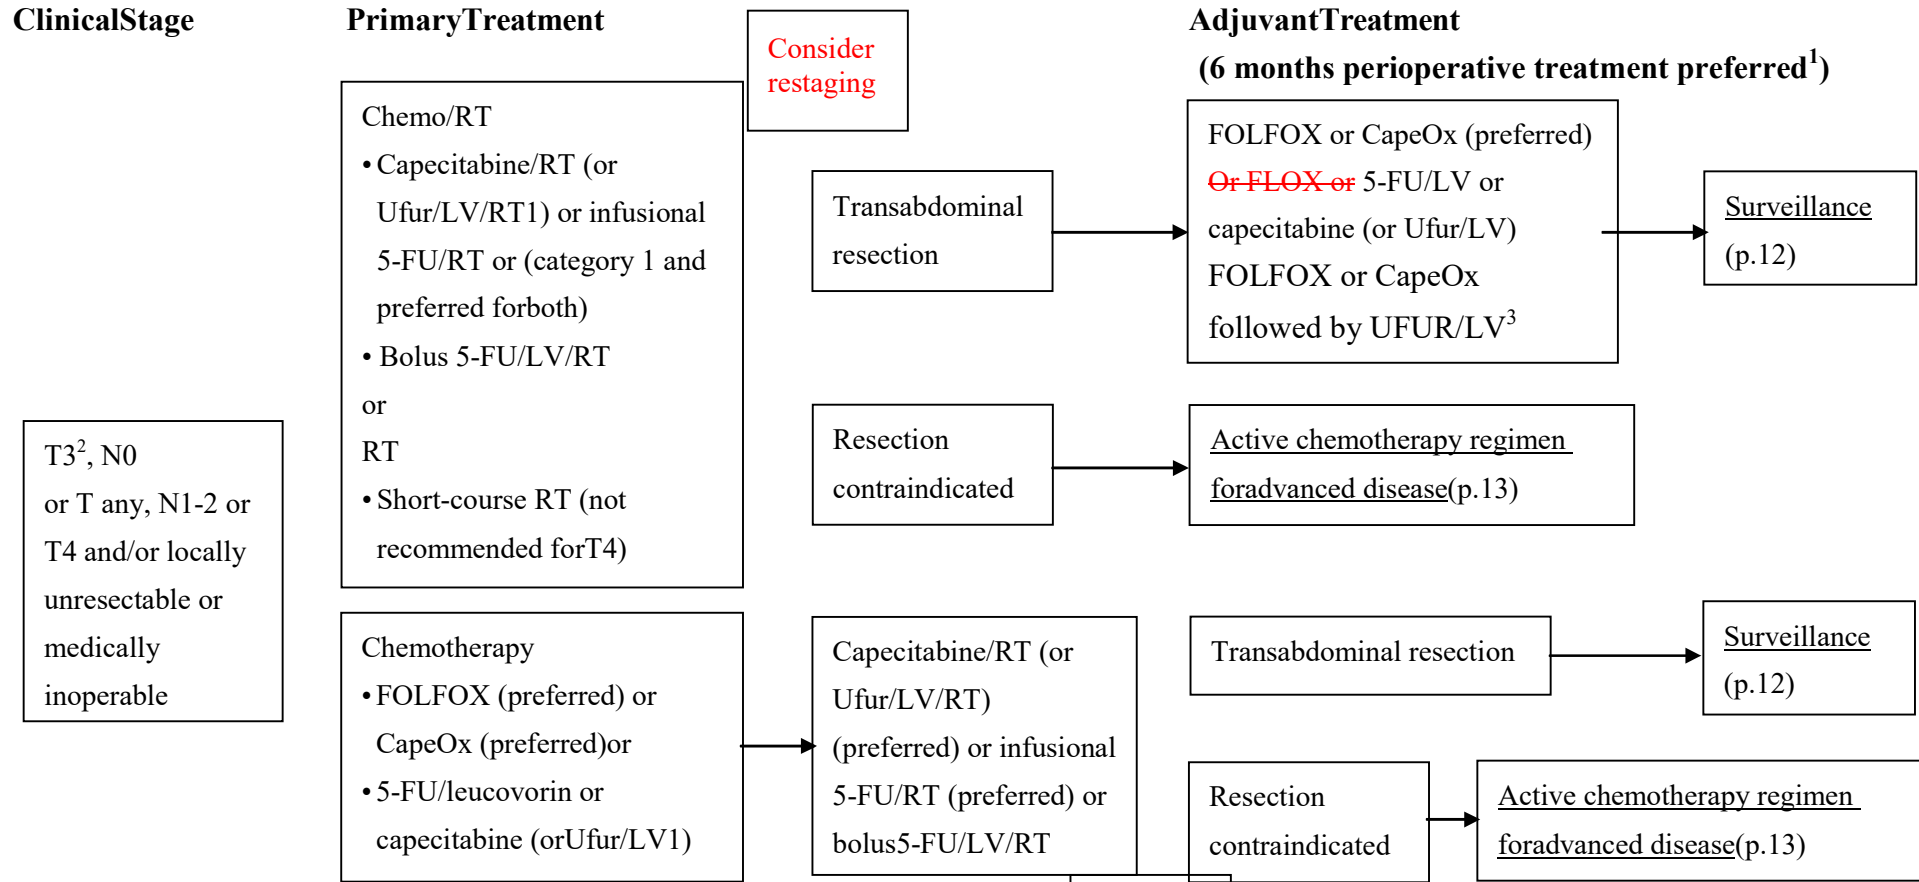 ClinicalStage
PrimaryTreatment
AdjuvantTreatment
(6 months perioperative treatment preferred1)
Consider
restaging
T32, N0
or T any, N1-2 or
T4 and/or locally
unresectable or
medically
inoperable
Chemo/RT
• Capecitabine/RT (or
Ufur/LV/RT1) or infusional
5-FU/RT or (category 1 and
preferred forboth)
• Bolus 5-FU/LV/RT
or
RT
• Short-course RT (not
recommended forT4)
Transabdominal
resection
FOLFOX or CapeOx (preferred)
Or FLOX or 5-FU/LV or
capecitabine (or Ufur/LV)
FOLFOX or CapeOx
followed by UFUR/LV3
Surveillance
(p.12)
Resection
contraindicated
Active chemotherapy regimen
foradvanced disease(p.13)
Chemotherapy
• FOLFOX (preferred) or
CapeOx (preferred)or
• 5-FU/leucovorin or
capecitabine (orUfur/LV1)
Capecitabine/RT (or
Ufur/LV/RT)
(preferred) or infusional
5-FU/RT (preferred) or
bolus5-FU/LV/RT
Transabdominal resection
Surveillance
(p.12)
Resection
contraindicated
Active chemotherapy regimen
foradvanced disease(p.13)